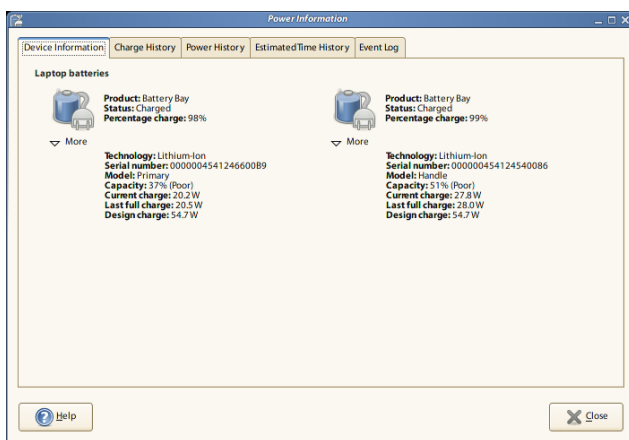 Power Information
Device Information
Charge History
Power History
Estimated Time History
Event Log
Laptop batteries
Product: Battery Bay
Status: Charged
Percentage charge: 98%
More
Technology: Lithium-Ion
Serial number: 0000004541246600B9
Model: Primary
Capacity: 37% (Poor)
Current charge: 20.2 W
Last full charge: 20.5 W
Design charge: 54.7 W
Product: Battery Bay
Status: Charged
Percentage charge: 99%
More
Technology: Lithium-Ion
Serial number: 000000454124540086
Model: Handle
Capacity: 51% (Poor)
Current charge: 27.8 W
Last full charge: 28.0 W
Design charge: 54.7 W
Help
Close